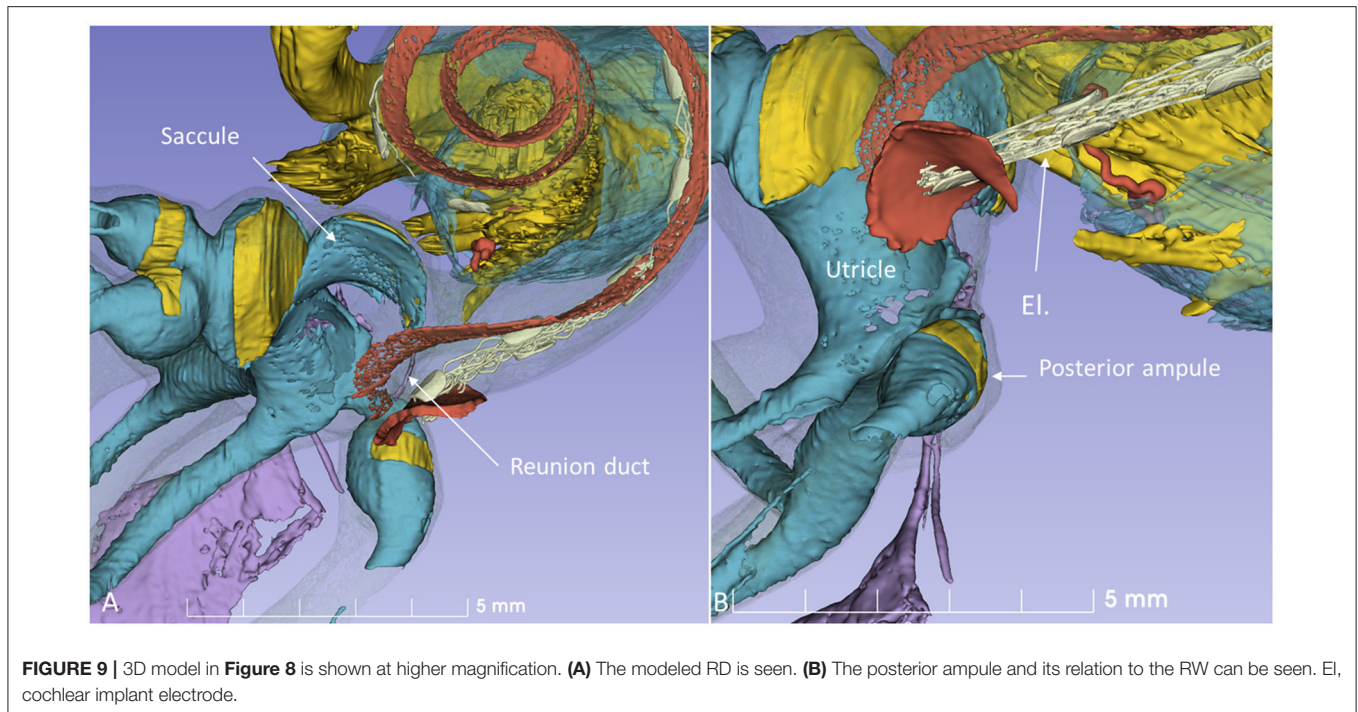 Saccule
Reunion duct
A
5 mm
Utricle
El.
Posterior ampule
B
5 mm
FIGURE 9 | 3D model in Figure 8 is shown at higher magnification. (A) The modeled RD is seen. (B) The posterior ampule and its relation to the RW can be seen. El,
cochlear implant electrode.